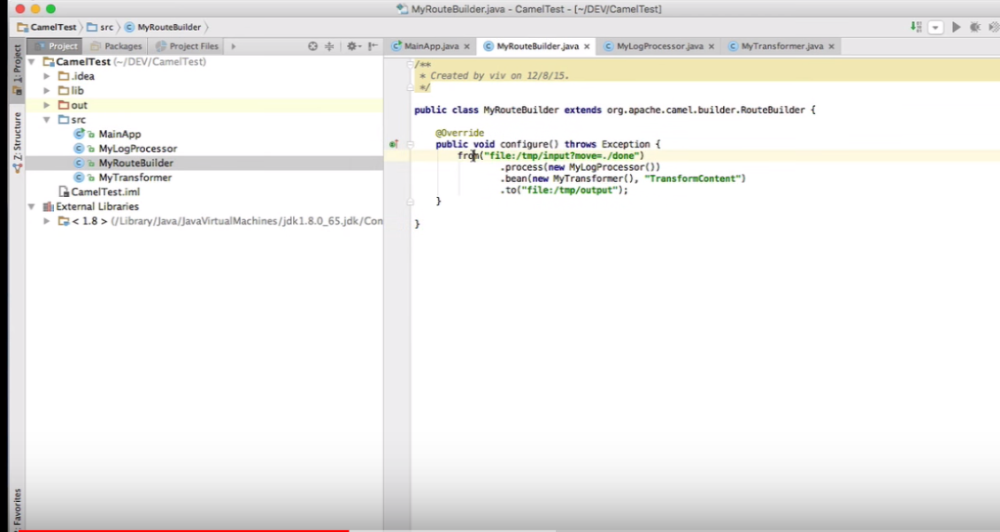 MyRouteBuilder.java - CamelTest - [~/DEV/CamelTest]
CamelTest src MyRouteBuilder
1: Project
Z: Structure
Favorites
Project Packages Project Files
CamelTest (~/DEV/CamelTest)
.idea
lib
out
src
MainApp
MyLogProcessor
MyRouteBuilder
MyTransformer
CamelTest.iml
External Libraries
< 1.8 > (/Library/Java/JavaVirtualMachines/jdk1.8.0_65.jdk/Con
MainApp.java MyRouteBuilder.java MyLogProcessor.java MyTransformer.java
/**
* Created by viv on 12/8/15.
*/
public class MyRouteBuilder extends org.apache.camel.builder.RouteBuilder {
@Override
public void configure() throws Exception {
from("file:/tmp/input?move=./done")
.process(new MyLogProcessor())
.bean(new MyTransformer(), "TransformContent")
.to("file:/tmp/output");
}
}